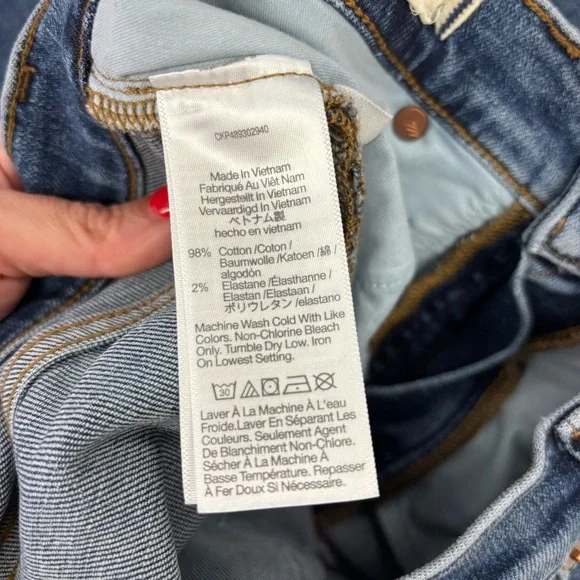 CKP489302940
Made In Vietnam
Fabriqué Au Viêt Nam
Hergestellt In Vietnam
Vervaardigd In Vietnam
ベトナム製
hecho en vietnam
98% Cotton /Coton /
Baumwolle /Katoen /綿 /
algodón
2% Elastane /Élasthanne /
Elastan /Elastaan /
ポリウレタン /elastano
Machine Wash Cold With Like
Colors. Non-Chlorine Bleach
Only. Tumble Dry Low. Iron
On Lowest Setting.
30
Laver À La Machine À L'eau
Froide.Laver En Séparant Les
Couleurs. Seulement Agent
De Blanchiment Non-Chlore.
Sécher À La Machine À
Basse Température. Repasser
À Fer Doux Si Nécessaire